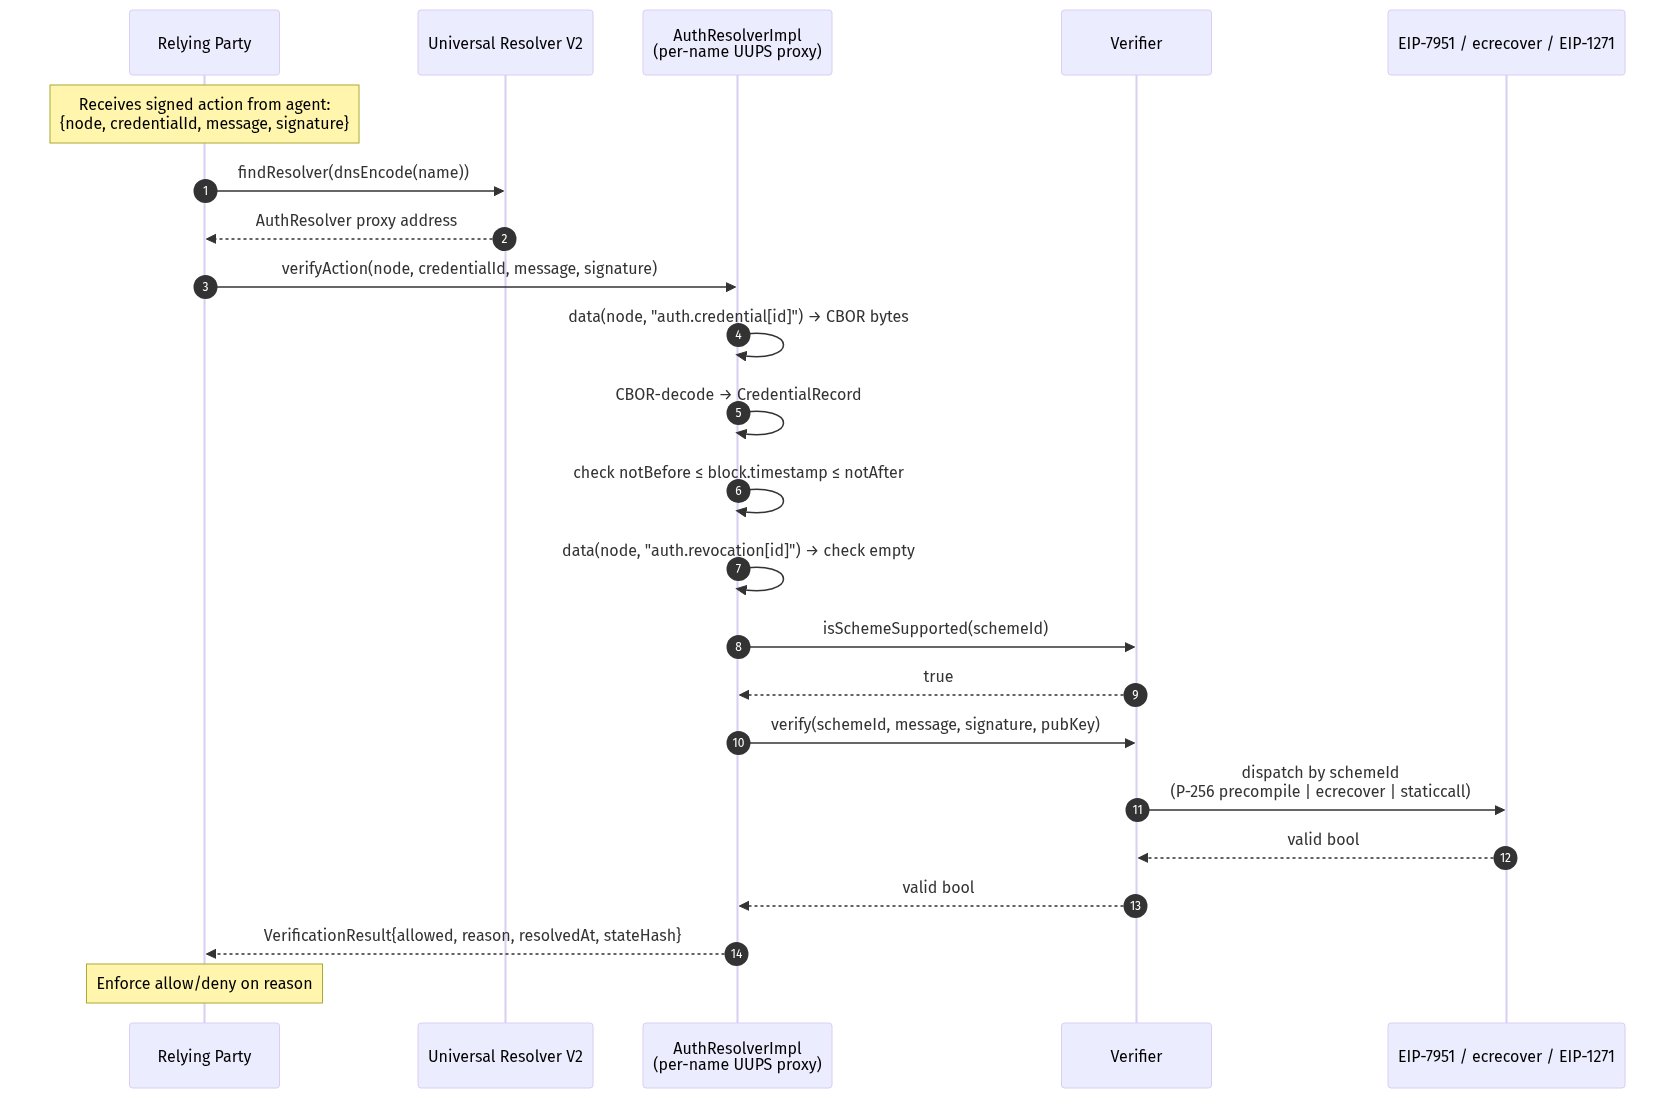 Relying Party
Universal Resolver V2
AuthResolverImpl
(per-name UUPS proxy)
Verifier
EIP-7951 / ecrecover / EIP-1271
Receives signed action from agent:
{node, credentialId, message, signature}
findResolver(dnsEncode(name))
1
AuthResolver proxy address
2
verifyAction(node, credentialId, message, signature)
3
data(node, "auth.credential[id]") → CBOR bytes
4
CBOR-decode → CredentialRecord
5
check notBefore ≤ block.timestamp ≤ notAfter
6
data(node, "auth.revocation[id]") → check empty
7
isSchemeSupported(schemeId)
8
true
9
verify(schemeId, message, signature, pubKey)
10
dispatch by schemeId
(P-256 precompile | ecrecover | staticcall)
11
valid bool
12
valid bool
13
VerificationResult{allowed, reason, resolvedAt, stateHash}
14
Enforce allow/deny on reason
Relying Party
Universal Resolver V2
AuthResolverImpl
(per-name UUPS proxy)
Verifier
EIP-7951 / ecrecover / EIP-1271